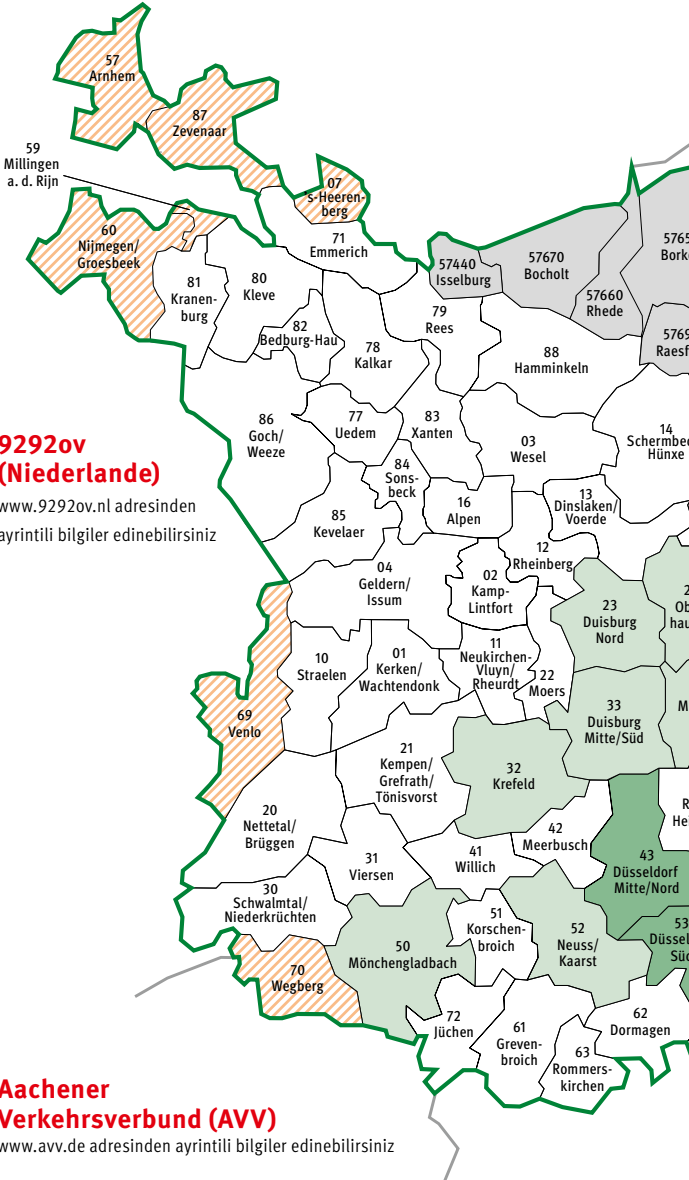 57
Arnhem
87
Zevenaar
59
Millingen
a. d. Rijn
07
's-Heeren-
berg
60
Nijmegen/
Groesbeek
71
Emmerich
57440
Isselburg
57670
Bocholt
57660
Rhede
81
Kranen-
burg
80
Kleve
82
Bedburg-Hau
79
Rees
78
Kalkar
88
Hamminkeln
86
Goch/
Weeze
77
Uedem
83
Xanten
03
Wesel
14
Hünxe
9292ov
(Niederlande)
www.9292ov.nl adresinden
ayrintili bilgiler edinebilirsiniz
84
Sons-
beck
16
Alpen
13
Dinslaken/
Voerde
85
Kevelaer
12
Rheinberg
04
Geldern/
Issum
02
Kamp-
Lintfort
23
Duisburg
Nord
10
Straelen
01
Kerken/
Wachtendonk
11
Neukirchen-
Vluyn/
Rheurdt
22
Moers
69
Venlo
33
Duisburg
Mitte/Süd
21
Kempen/
Grefrath/
Tönisvorst
32
Krefeld
20
Nettetal/
Brüggen
42
Meerbusch
31
Viersen
41
Willich
43
Düsseldorf
Mitte/Nord
30
Schwalmtal/
Niederkrüchten
51
Korschen-
broich
52
Neuss/
Kaarst
53
50
Mönchengladbach
70
Wegberg
72
Jüchen
61
Greven-
broich
62
Dormagen
63
Rommers-
kirchen
Aachener
Verkehrsverbund (AVV)
www.avv.de adresinden ayrintili bilgiler edinebilirsiniz